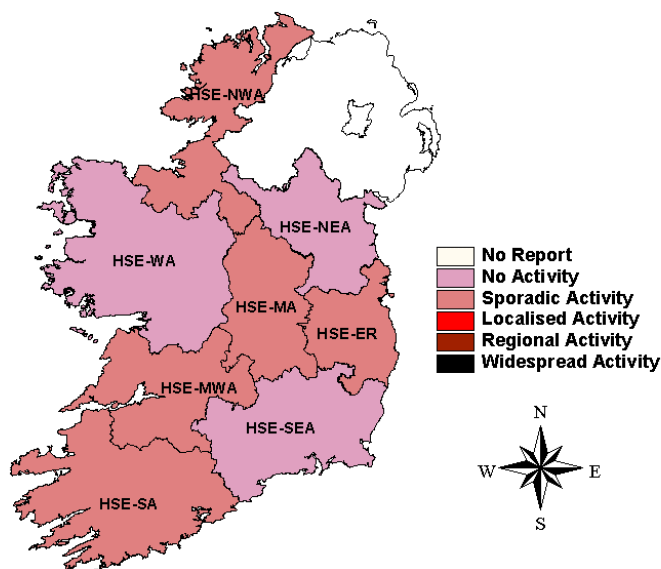 HSE-NWA
HSE-NEA
HSE-WA
HSE-MA
HSE-ER
HSE-MWA
HSE-SEA
HSE-SA
No Report
No Activity
Sporadic Activity
Localised Activity
Regional Activity
Widespread Activity
N
W E
S